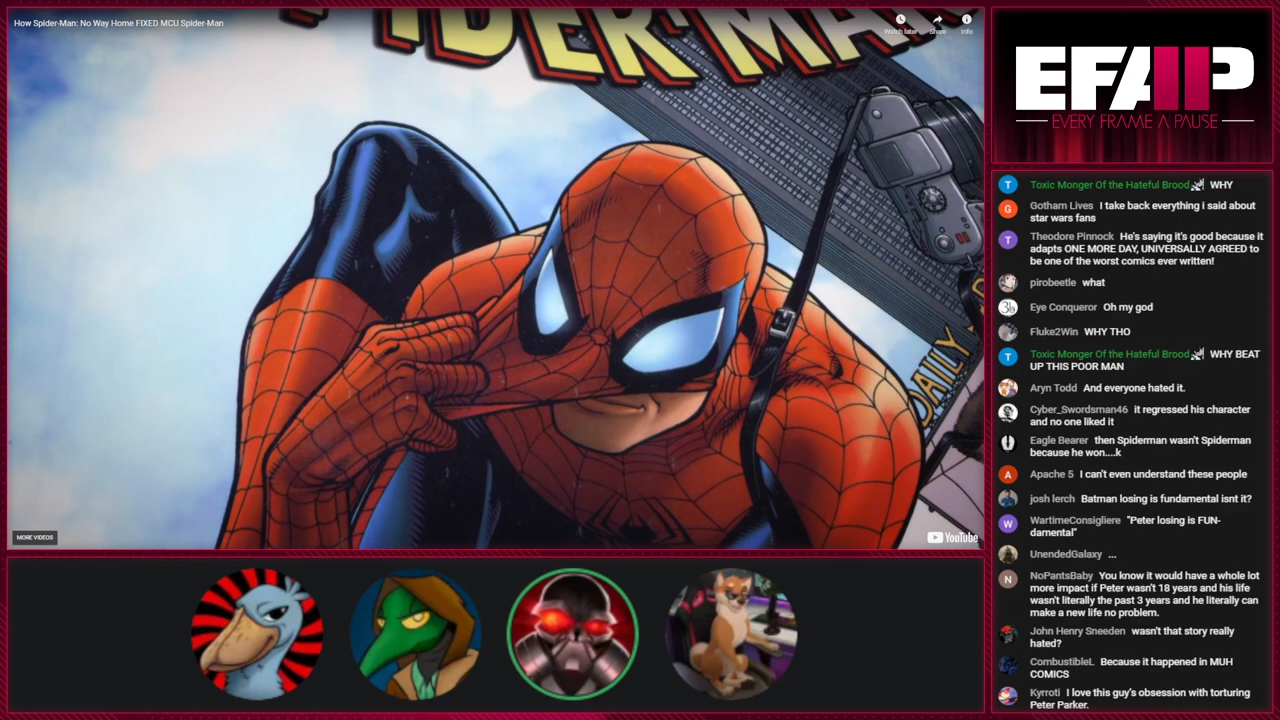 How Spider-Man: No Way Home FIXED MCU Spider-Man
Watch later
Share
Info
SPIDER-MAN
DAILY
MORE VIDEOS
YouTube
EFAP
EVERY FRAME A PAUSE
Toxic Monger Of the Hateful Brood WHY
Gotham Lives I take back everything i said about
star wars fans
Theodore Pinnock He's saying it's good because it
adapts ONE MORE DAY, UNIVERSALLY AGREED to
be one of the worst comics ever written!
pirobeetle what
Eye Conqueror Oh my god
Fluke2Win WHY THO
Toxic Monger Of the Hateful Brood WHY BEAT
UP THIS POOR MAN
Aryn Todd And everyone hated it.
Cyber_Swordsman46 it regressed his character
and no one liked it
Eagle Bearer then Spiderman wasn't Spiderman
because he won....k
Apache 5 I can't even understand these people
josh lerch Batman losing is fundamental isnt it?
WartimeConsigliere "Peter losing is FUN-
damental"
UnendedGalaxy ...
NoPantsBaby You know it would have a whole lot
more impact if Peter wasn't 18 years and his life
wasn't literally the past 3 years and he literally can
make a new life no problem.
John Henry Sneeden wasn't that story really
hated?
CombustibleL Because it happened in MUH
COMICS
Kyrroti I love this guy's obsession with torturing
Peter Parker.